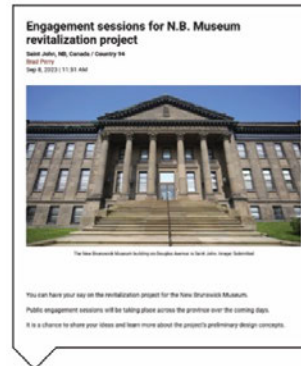 Engagement sessions for N.B. Museum
revitalization project
Saint John, NB, Canada / Country 94
Brad Perry
Sep 8, 2023 | 11:51 AM
The New Brunswick Museum building on Douglas Avenue in Saint John. Image: Submitted
You can have your say on the revitalization project for the New Brunswick Museum.
Public engagement sessions will be taking place across the province over the coming days.
It is a chance to share your ideas and learn more about the project's preliminary design concepts.